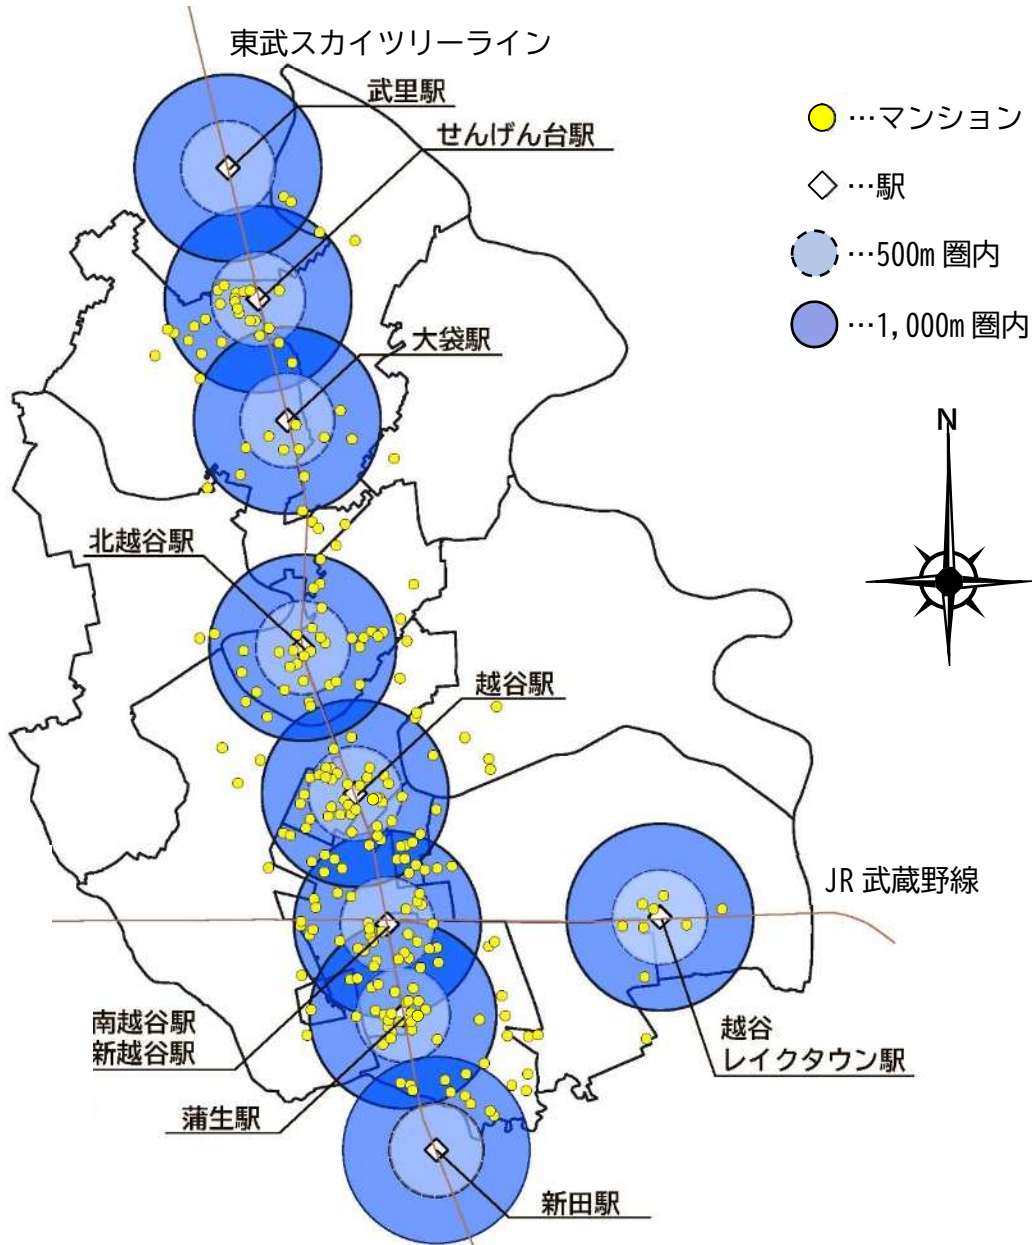 東武スカイツリーライン
武里駅
せんげん台駅
…マンション
…駅
…500m 圏内
…1,000m 圏内
大袋駅
N
北越谷駅
越谷駅
JR 武蔵野線
南越谷駅
新越谷駅
越谷
レイクタウン駅
蒲生駅
新田駅